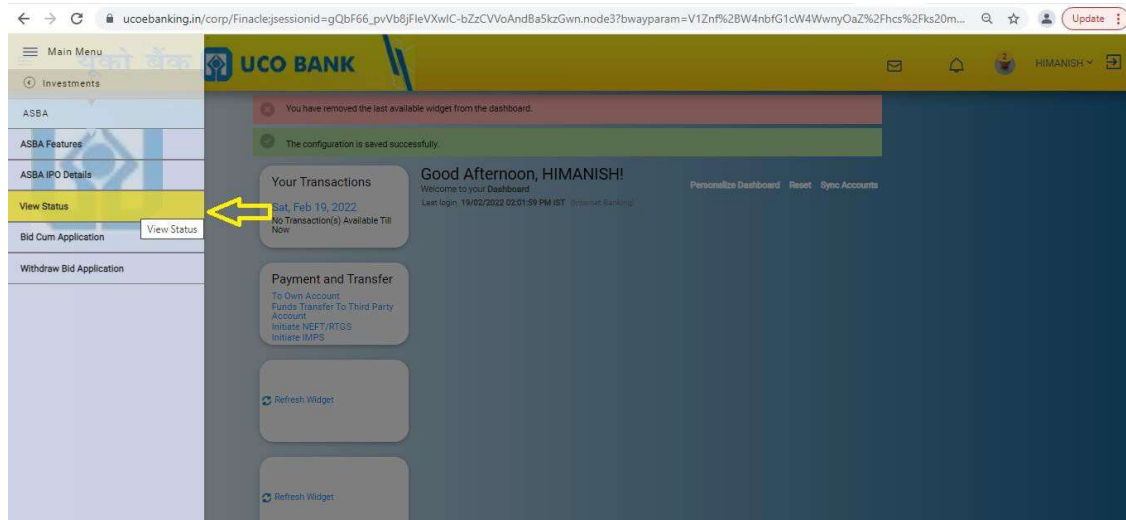 ucoebanking.in/corp/Finacle;jsessionid=gQbF66_pvVb8jFleVXwlC-bZzCVVoAndBa5kzGwn.node3?bwayparam=V1Znf%2BW4nbfG1cW4WwnyOaZ%2Fhcs%2Fks20m...
Update
Main Menu
यूको बैंक
UCO BANK
2
HIMANISH
Investments
ASBA
ASBA Features
ASBA IPO Details
View Status
View Status
Bid Cum Application
Withdraw Bid Application
You have removed the last available widget from the dashboard.
The configuration is saved successfully.
Your Transactions
Sat, Feb 19, 2022
No Transaction(s) Available Till
Now
Good Afternoon, HIMANISH!
Welcome to your Dashboard
Last login 19/02/2022 02:01:59 PM IST (Internet Banking)
Personalize Dashboard Reset Sync Accounts
Payment and Transfer
To Own Account
Funds Transfer To Third Party
Account
Initiate NEFT/RTGS
Initiate IMPS
Refresh Widget
Refresh Widget